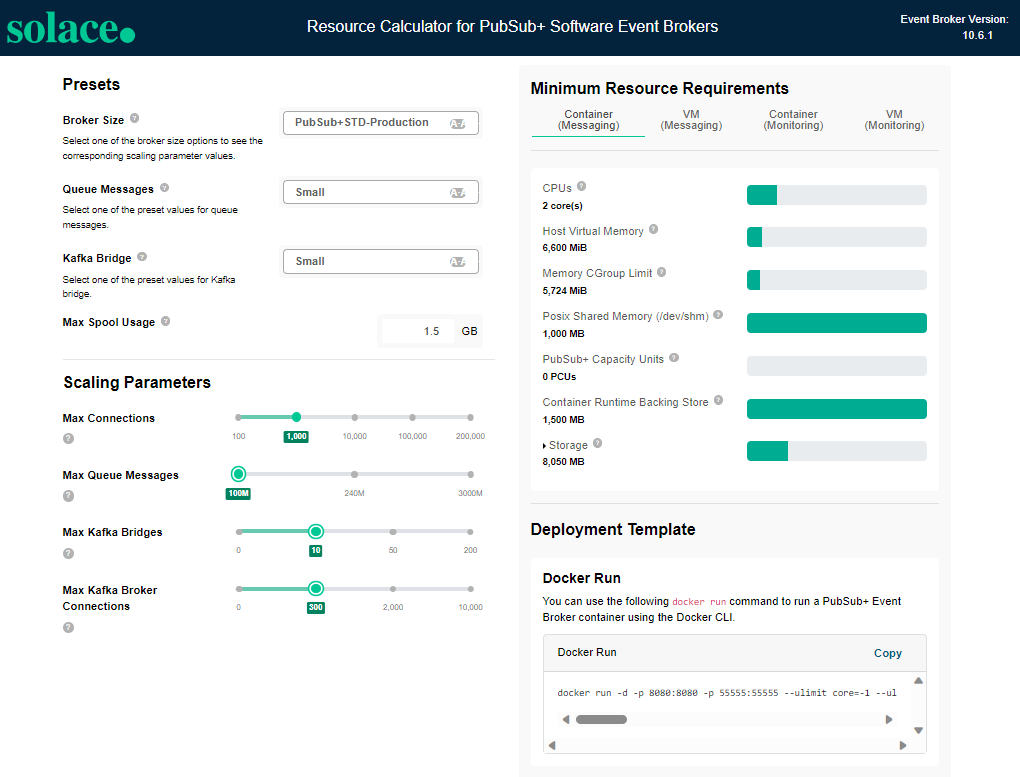 solace.
Resource Calculator for PubSub+ Software Event Brokers
Event Broker Version:
10.6.1
Presets
Broker Size ?
Select one of the broker size options to see the
corresponding scaling parameter values.
PubSub+STD-Production
Queue Messages ?
Select one of the preset values for queue
messages.
Small
Kafka Bridge ?
Select one of the preset values for Kafka
bridge.
Small
Max Spool Usage ?
1.5 GB
Scaling Parameters
Max Connections
?
100 1,000 10,000 100,000 200,000
Max Queue Messages
?
100M 240M 3000M
Max Kafka Bridges
?
0 10 50 200
Max Kafka Broker
Connections
?
0 300 2,000 10,000
Minimum Resource Requirements
Container
(Messaging)
VM
(Messaging)
Container
(Monitoring)
VM
(Monitoring)
CPUs ?
2 core(s)
Host Virtual Memory ?
6,600 MiB
Memory CGroup Limit ?
5,724 MiB
Posix Shared Memory (/dev/shm) ?
1,000 MB
PubSub+ Capacity Units ?
0 PCUs
Container Runtime Backing Store ?
1,500 MB
Storage ?
8,050 MB
Deployment Template
Docker Run
You can use the following docker run command to run a PubSub+ Event
Broker container using the Docker CLI.
Docker Run
Copy
docker run -d -p 8080:8080 -p 55555:55555 --ulimit core=-1 --ul